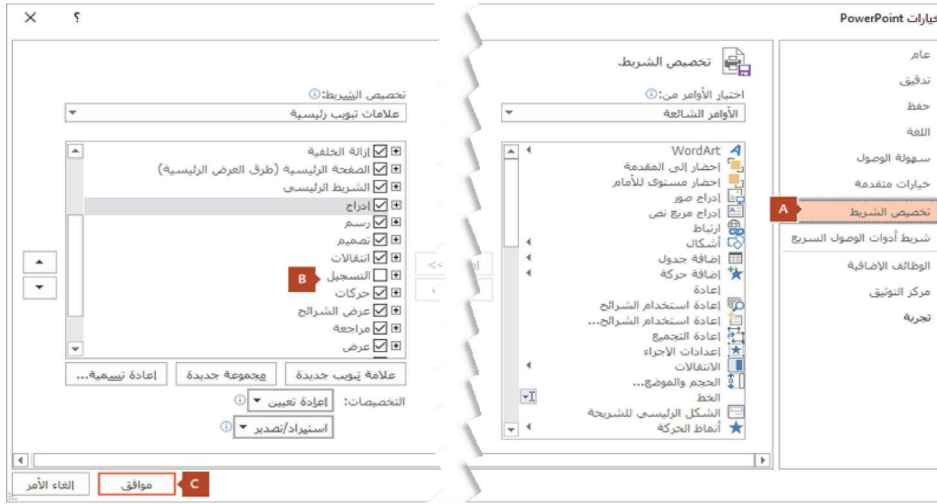 خيارات PowerPoint
؟
عام
تدقيق
حفظ
اللغة
سهولة الوصول
خيارات متقدمة
تخصيص الشريط
A
شريط أدوات الوصول السريع
الوظائف الإضافية
مركز التوثيق
تجربة
تخصيص الشريط.
اختيار الأوامر من:
الأوامر الشائعة
WordArt
إحضار إلى المقدمة
إحضار مستوى للأمام
إدراج صور
إدراج مربع نص
ارتباط
أشكال
إضافة جدول
إضافة حركة
إعادة
إعادة استخدام الشرائح
إعادة استخدام الشرائح...
إعادة التجميع
إعدادات الاجراء
الانتقالات
الحجم والموضع...
الخط
الشكل الرئيسي للشريحة
أنماط الحركة
تخصيص الشريط:
علامات تبويب رئيسية
إزالة الخلفية
الصفحة الرئيسية (طرق العرض الرئيسية)
الشريط الرئيسي
إدراج
رسم
تصميم
انتقالات
التسجيل
B
حركات
عرض الشرائح
مراجعة
عرض
علامة تبويب جديدة
مجموعة جديدة
إعادة تسمية...
التخصيصات:
إعادة تعيين
استيراد/تصدير
C
موافق
إلغاء الأمر